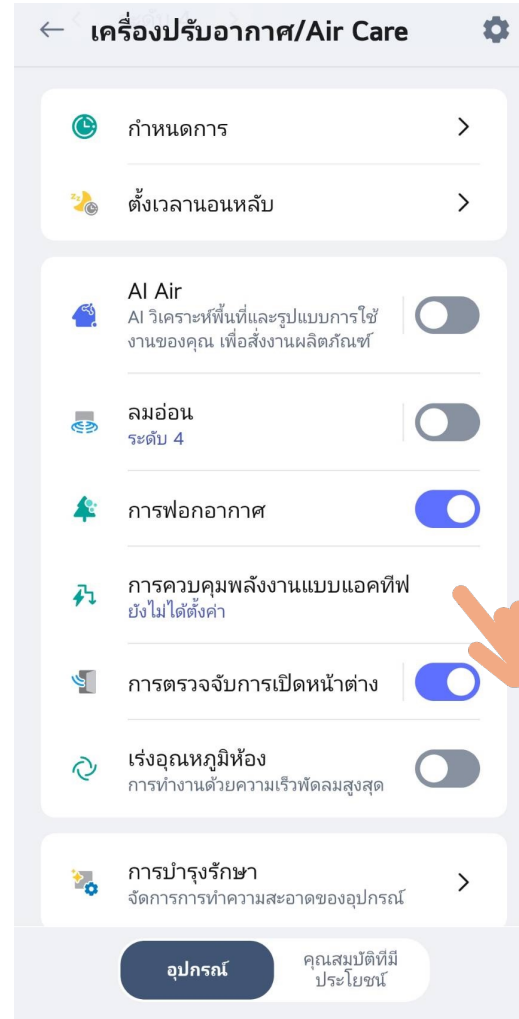 เครื่องปรับอากาศ/Air Care
กำหนดการ
ตั้งเวลานอนหลับ
AI Air
AI วิเคราะห์พื้นที่และรูปแบบการใช้
งานของคุณ เพื่อสั่งงานผลิตภัณฑ์
ลมอ่อน
ระดับ 4
การฟอกอากาศ
การควบคุมพลังงานแบบแอคทีฟ
ยังไม่ได้ตั้งค่า
การตรวจจับการเปิดหน้าต่าง
เร่งอุณหภูมิห้อง
การทำงานด้วยความเร็วพัดลมสูงสุด
การบำรุงรักษา
จัดการการทำความสะอาดของอุปกรณ์
อุปกรณ์
คุณสมบัติที่มี
ประโยชน์